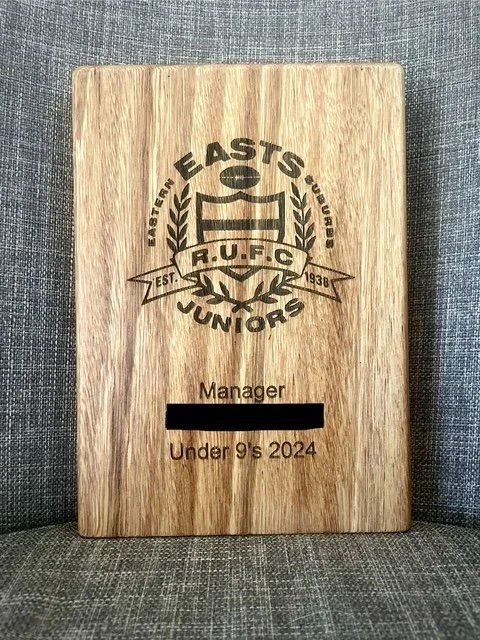 EASTS
EASTERN SUBURBS
R.U.F.C
EST. 1938
JUNIORS
Manager
Under 9's 2024